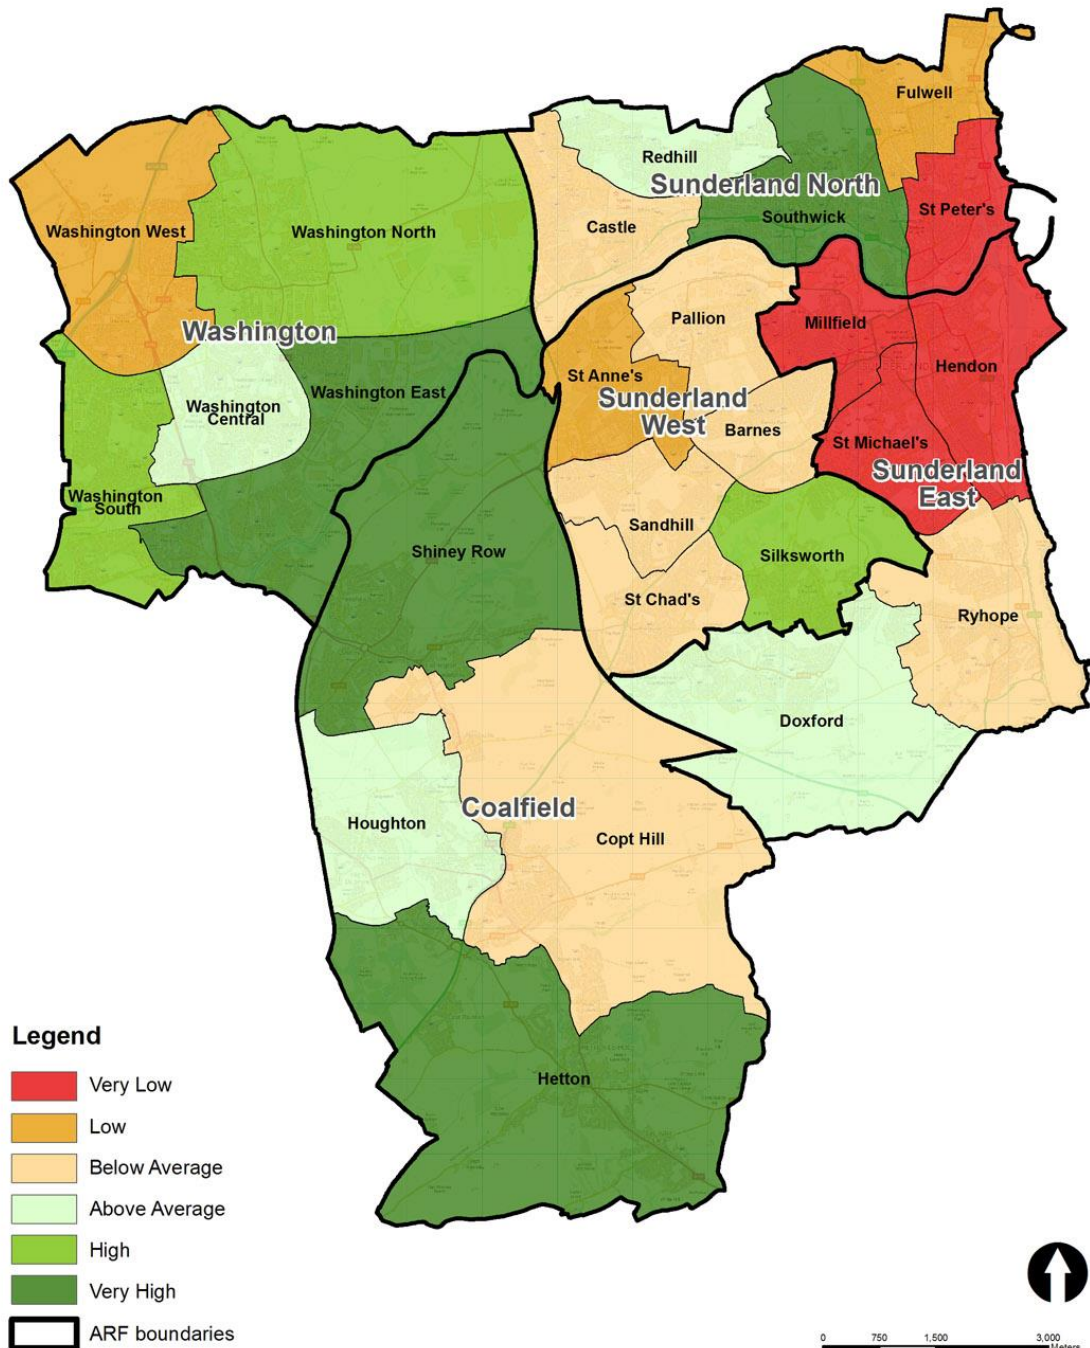 Fulwell
Redhill
Sunderland North
St Peter's
Castle
Southwick
Washington West
Washington North
Pallion
Millfield
Washington
St Anne's
Hendon
Washington East
Sunderland
West
Washington
Central
Barnes
St Michael's
Sunderland
East
Washington
South
Sandhill
Shiney Row
Silksworth
St Chad's
Ryhope
Doxford
Coalfield
Houghton
Copt Hill
Hetton
Legend
Very Low
Low
Below Average
Above Average
High
Very High
ARF boundaries
0 750 1,500 3,000
Meters